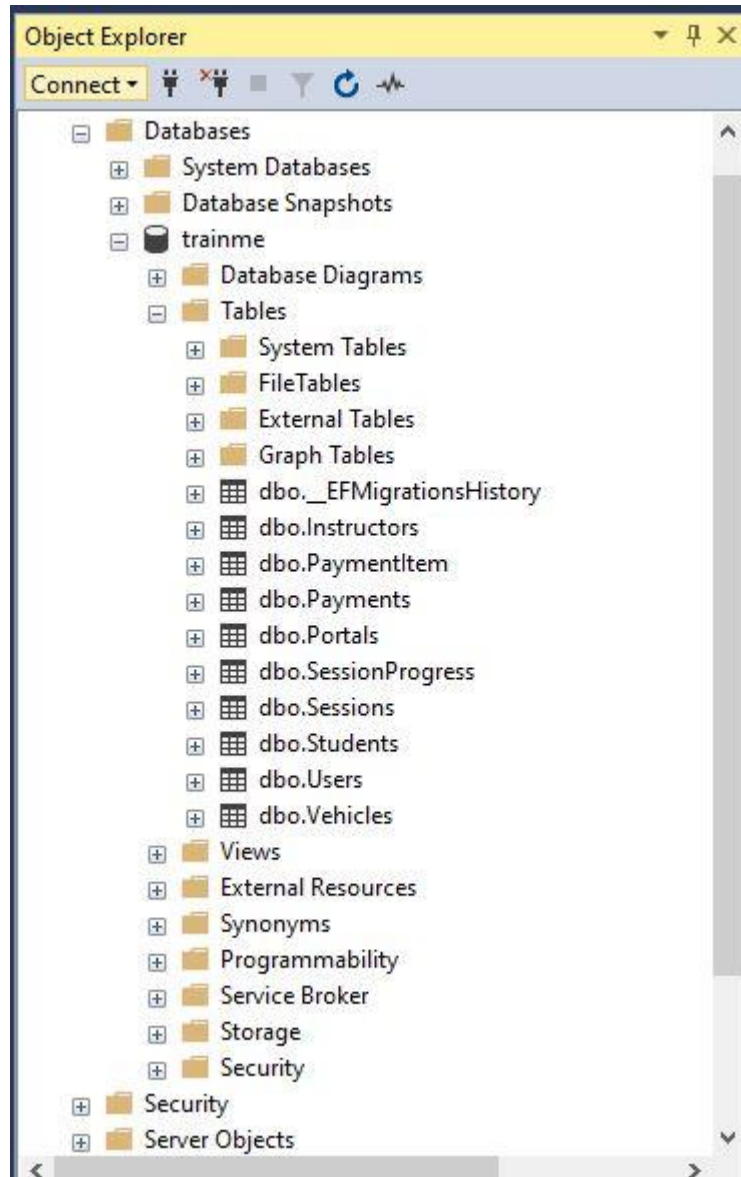 Object Explorer
Connect
Databases
System Databases
Database Snapshots
trainme
Database Diagrams
Tables
System Tables
FileTables
External Tables
Graph Tables
dbo.__EFMigrationsHistory
dbo.Instructors
dbo.PaymentItem
dbo.Payments
dbo.Portals
dbo.SessionProgress
dbo.Sessions
dbo.Students
dbo.Users
dbo.Vehicles
Views
External Resources
Synonyms
Programmability
Service Broker
Storage
Security
Security
Server Objects